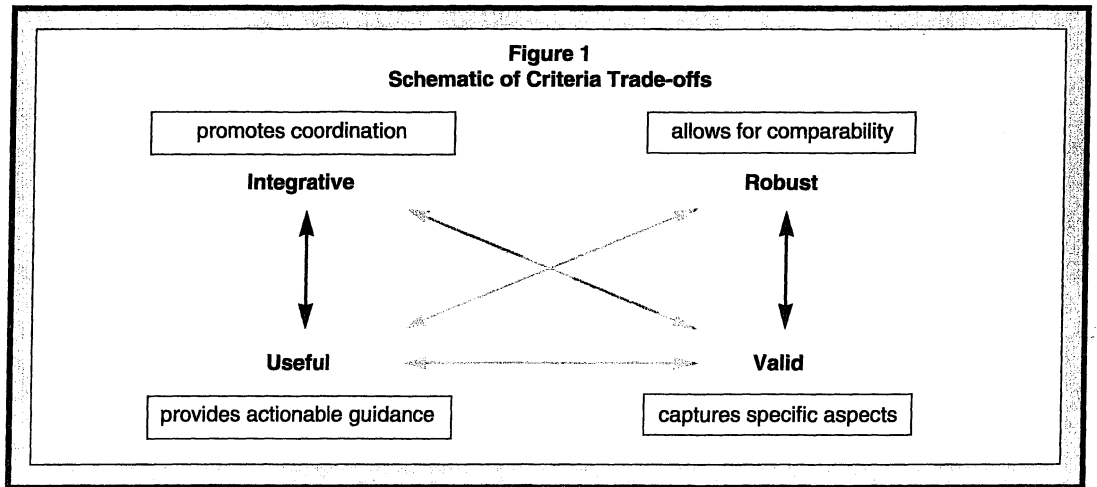 Figure 1
Schematic of Criteria Trade-offs
promotes coordination
allows for comparability
Integrative
Robust
Useful
Valid
provides actionable guidance
captures specific aspects